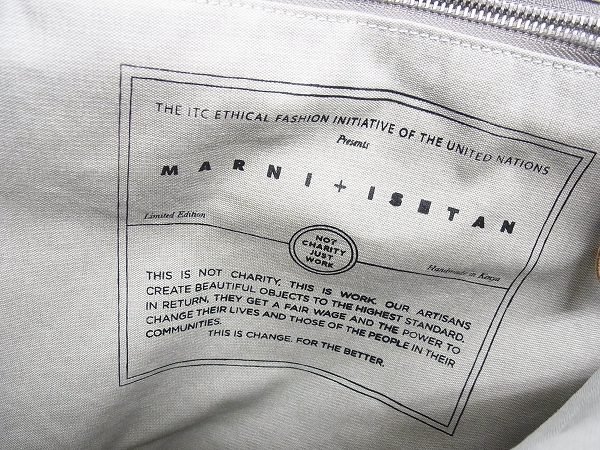 THE ITC ETHICAL FASHION INITIATIVE OF THE UNITED NATIONS
Presents
MARNI + ISETAN
Limited Edition
Handmade in Kenya
NOT
CHARITY
JUST
WORK
THIS IS NOT CHARITY, THIS IS WORK. OUR ARTISANS
CREATE BEAUTIFUL OBJECTS TO THE HIGHEST STANDARD.
IN RETURN, THEY GET A FAIR WAGE AND THE POWER TO
CHANGE THEIR LIVES AND THOSE OF THE PEOPLE IN THEIR
COMMUNITIES.
THIS IS CHANGE. FOR THE BETTER.